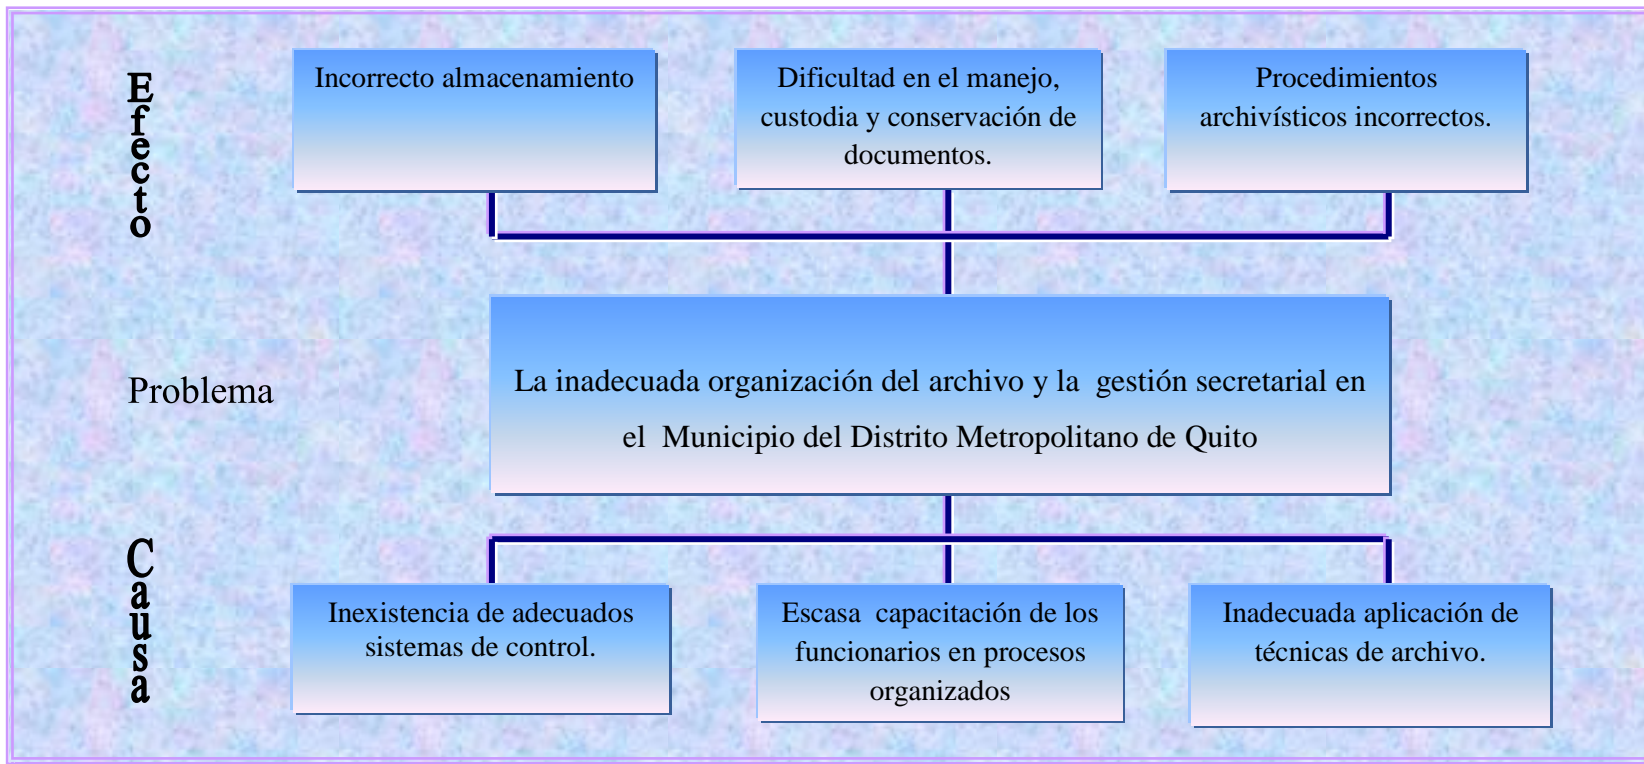 Efecto
Incorrecto almacenamiento
Dificultad en el manejo,
custodia y conservación de
documentos.
Procedimientos
archivísticos incorrectos.
Problema
La inadecuada organización del archivo y la gestión secretarial en
el Municipio del Distrito Metropolitano de Quito
Causa
Inexistencia de adecuados
sistemas de control.
Escasa capacitación de los
funcionarios en procesos
organizados
Inadecuada aplicación de
técnicas de archivo.